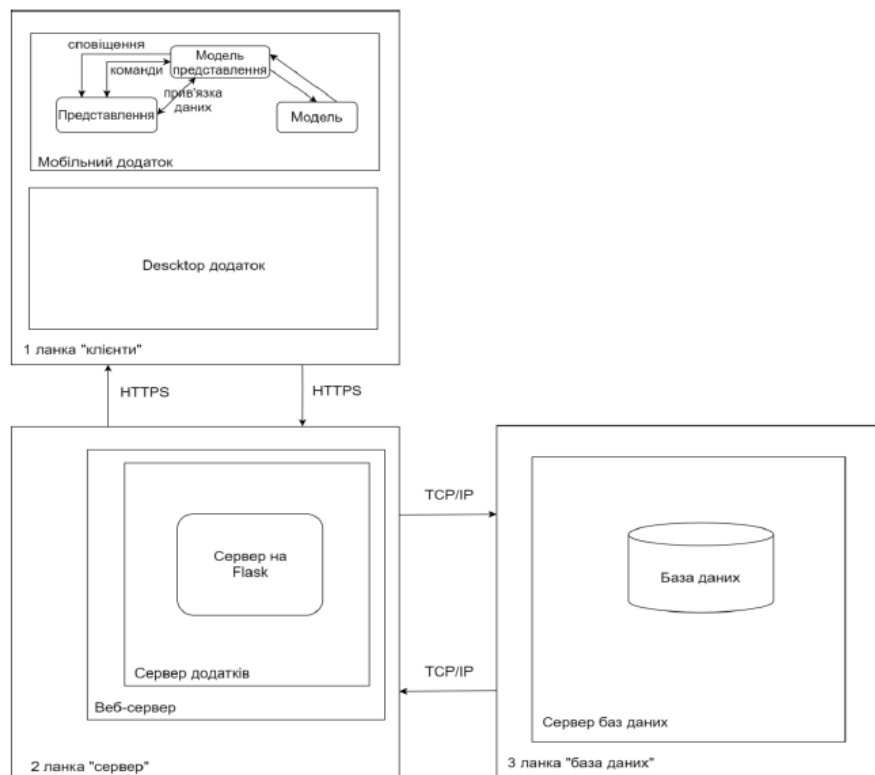 сповіщення
Модель
представлення
команди
прив'язка
даних
Представлення
Модель
Мобільний додаток
Descktop додаток
1 ланка "клієнти"
HTTPS
HTTPS
TCP/IP
Сервер на
Flask
База даних
Сервер додатків
TCP/IP
Веб-сервер
Сервер баз даних
2 ланка "сервер"
3 ланка "база даних"